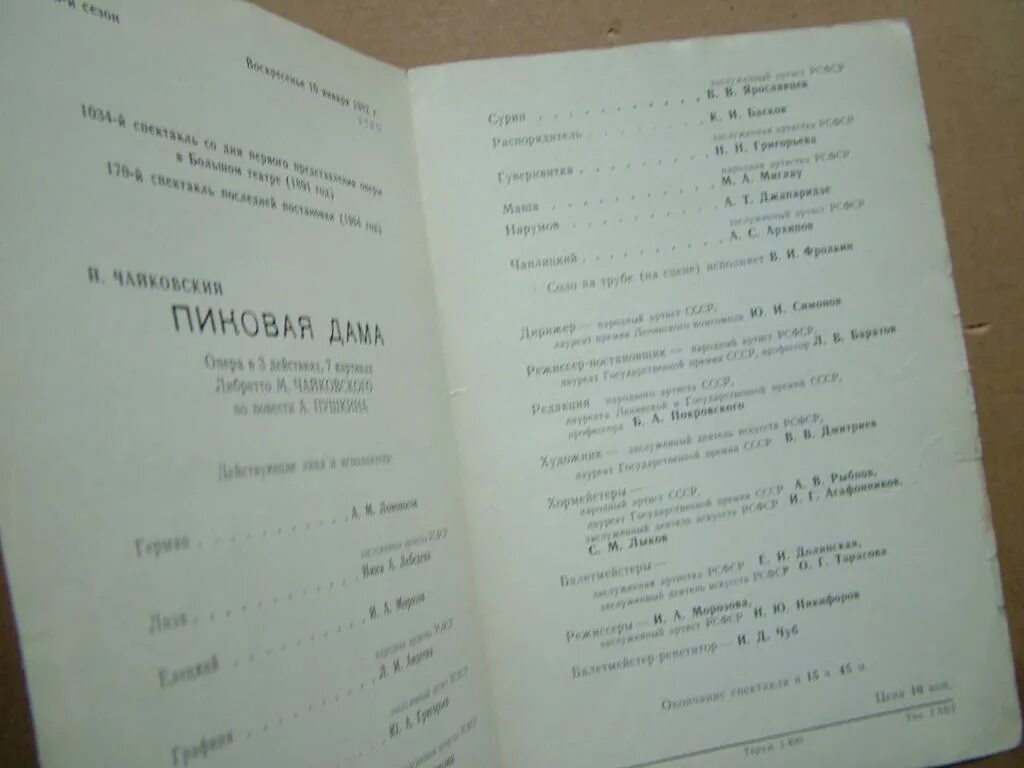 -й сезон
Воскресенье 10 января 1982 г.
1034-й спектакль со дня первого представления оперы
в Большом театре (1891 год)
170-й спектакль последней постановки (1964 год)
П. ЧАЙКОВСКИЙ
ПИКОВАЯ ДАМА
Опера в 3 действиях, 7 картинах
Либретто М. ЧАЙКОВСКОГО
по повести А. ПУШКИНА
Действующие лица и исполнители:
Герман . . . . . . . . . . А. М. Ломоносов
Лиза . . . . . . . . . . Нина А. Лебедева
Елецкий . . . . . . . . . И. А. Морозов
Л. И. Авдеева
Графиня . . . . . . . . Ю. А. Григорьев
заслуженный артист РСФСР
Сурин . . . . . . . . . В. В. Ярославцев
Распорядитель . . . . . . . . К. И. Басков
заслуженная артистка РСФСР
Гувернантка . . . . . . . . Н. И. Григорьева
народная артистка РСФСР
Маша . . . . . . . . . . М. А. Мигляу
Нарумов . . . . . . . . . А. Т. Джапаридзе
заслуженный артист РСФСР
Чаплицкий . . . . . . . . А. С. Архипов
Соло на трубе (на сцене) исполняет В. И. Фролкин
Дирижер — народный артист СССР,
лауреат премии Ленинского комсомола Ю. И. Симонов
Режиссер-постановщик — народный артист РСФСР,
лауреат Государственной премии СССР, профессор Л. В. Баратов
Редакция народного артиста СССР,
лауреата Ленинской и Государственной премий СССР,
профессора Б. А. Покровского
Художник — заслуженный деятель искусств РСФСР,
лауреат Государственной премии СССР В. В. Дмитриев
Хормейстеры —
народный артист СССР,
лауреат Государственной премии СССР А. В. Рыбнов,
заслуженный деятель искусств РСФСР И. Г. Агафонников,
С. М. Лыков
Балетмейстеры —
заслуженная артистка РСФСР Е. И. Долинская,
заслуженный деятель искусств РСФСР О. Г. Тарасова
Режиссеры — И. А. Морозова,
заслуженный артист РСФСР Н. Ю. Никифоров
Балетмейстер-репетитор — И. Д. Чуб
Окончание спектакля в 15 ч 45 м
Цена 10 коп.
Тираж 1400
Тип. ГАБТ